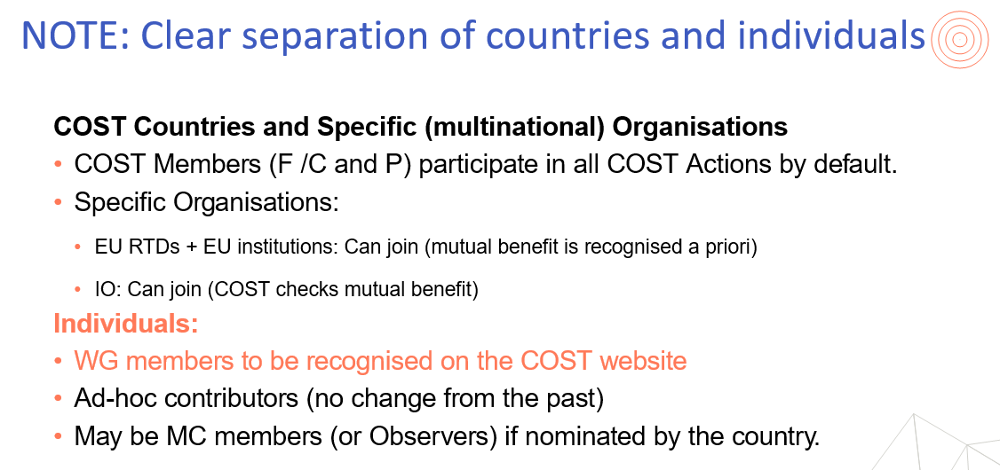 NOTE: Clear separation of countries and individuals
COST Countries and Specific (multinational) Organisations
• COST Members (F /C and P) participate in all COST Actions by default.
• Specific Organisations:
• EU RTDs + EU institutions: Can join (mutual benefit is recognised a priori)
• IO: Can join (COST checks mutual benefit)
Individuals:
• WG members to be recognised on the COST website
• Ad-hoc contributors (no change from the past)
• May be MC members (or Observers) if nominated by the country.